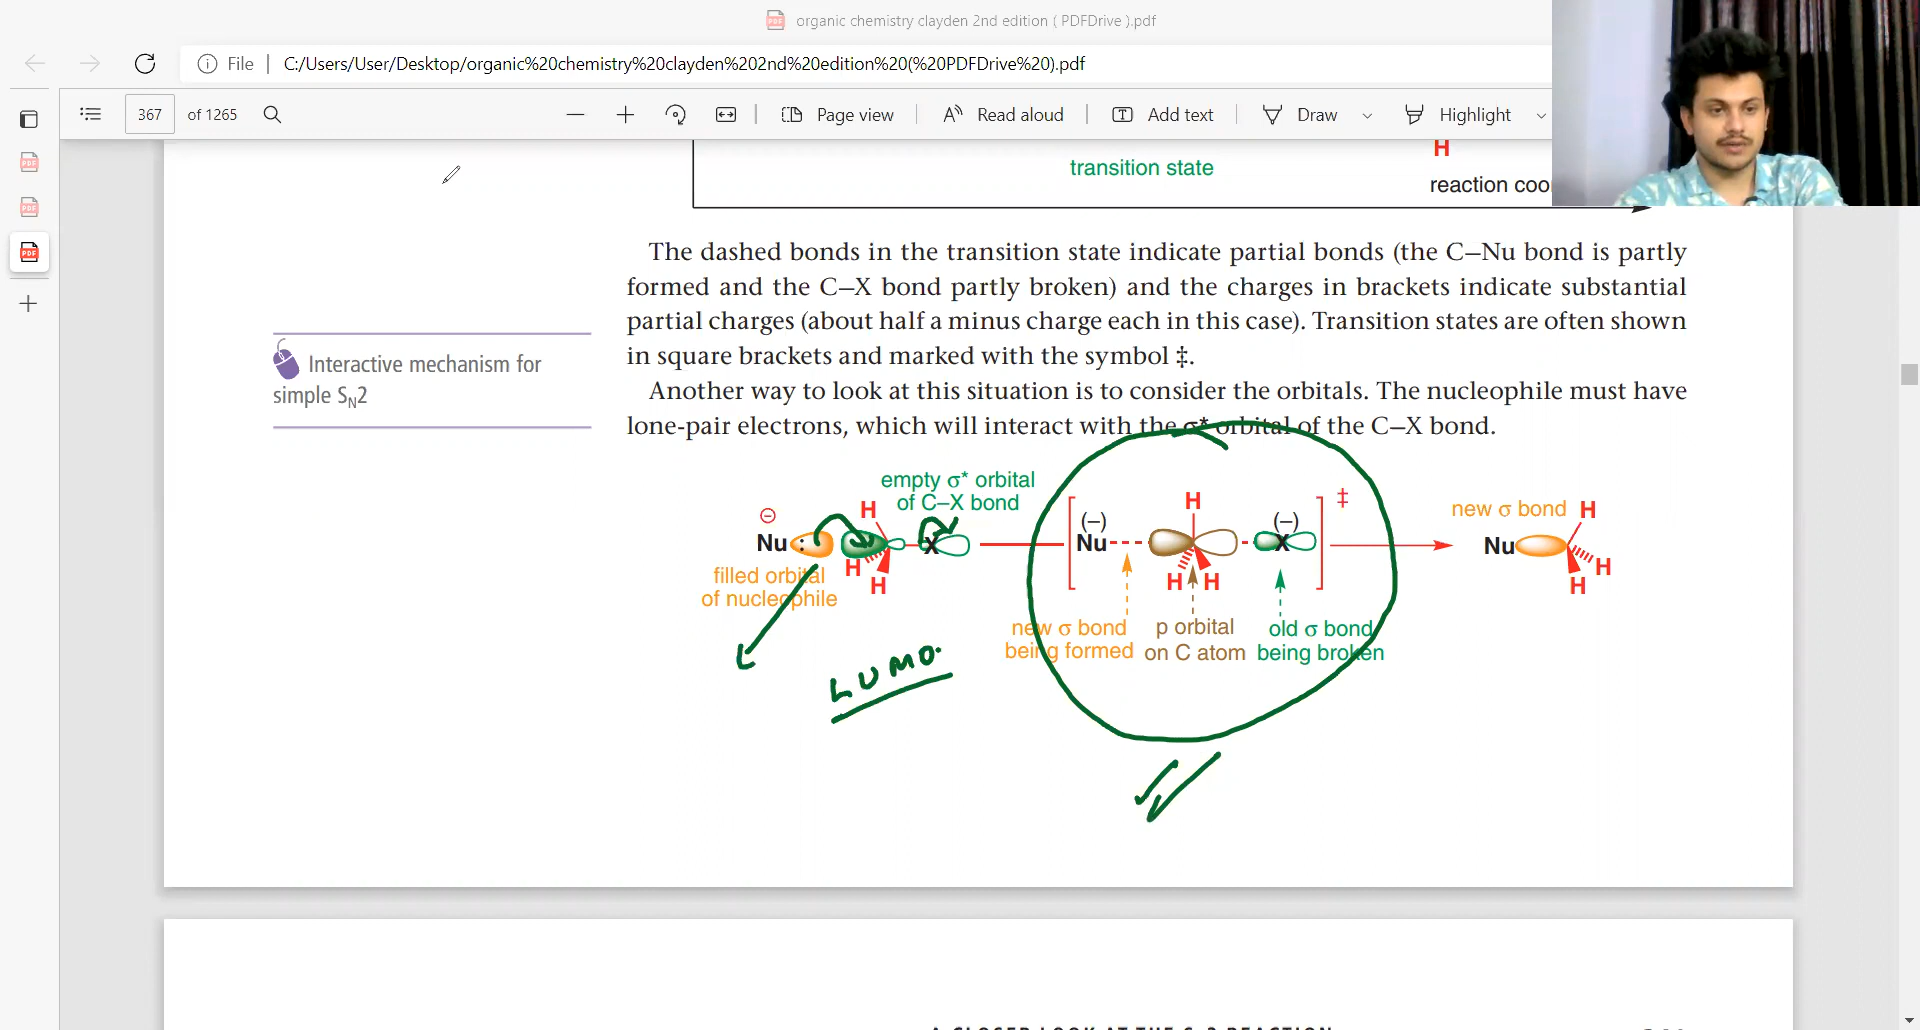 organic chemistry clayden 2nd edition ( PDFDrive ).pdf
File | C:/Users/User/Desktop/organic%20chemistry%20clayden%202nd%20edition%20(%20PDFDrive%20).pdf
367 of 1265 Page view Read aloud Add text Draw Highlight
transition state
H
reaction coo
The dashed bonds in the transition state indicate partial bonds (the C–Nu bond is partly
formed and the C–X bond partly broken) and the charges in brackets indicate substantial
partial charges (about half a minus charge each in this case). Transition states are often shown
in square brackets and marked with the symbol ‡.
Interactive mechanism for
simple SN2
Another way to look at this situation is to consider the orbitals. The nucleophile must have
lone-pair electrons, which will interact with the σ* orbital of the C–X bond.
empty σ* orbital
of C–X bond
⊖ Nu : H H H X
filled orbital
of nucleophile
(–) Nu H H H (–) X ‡
new σ bond
being formed
p orbital
on C atom
old σ bond
being broken
new σ bond
Nu H H H
LUMO.
A CLOSER LOOK AT THE SN2 REACTION